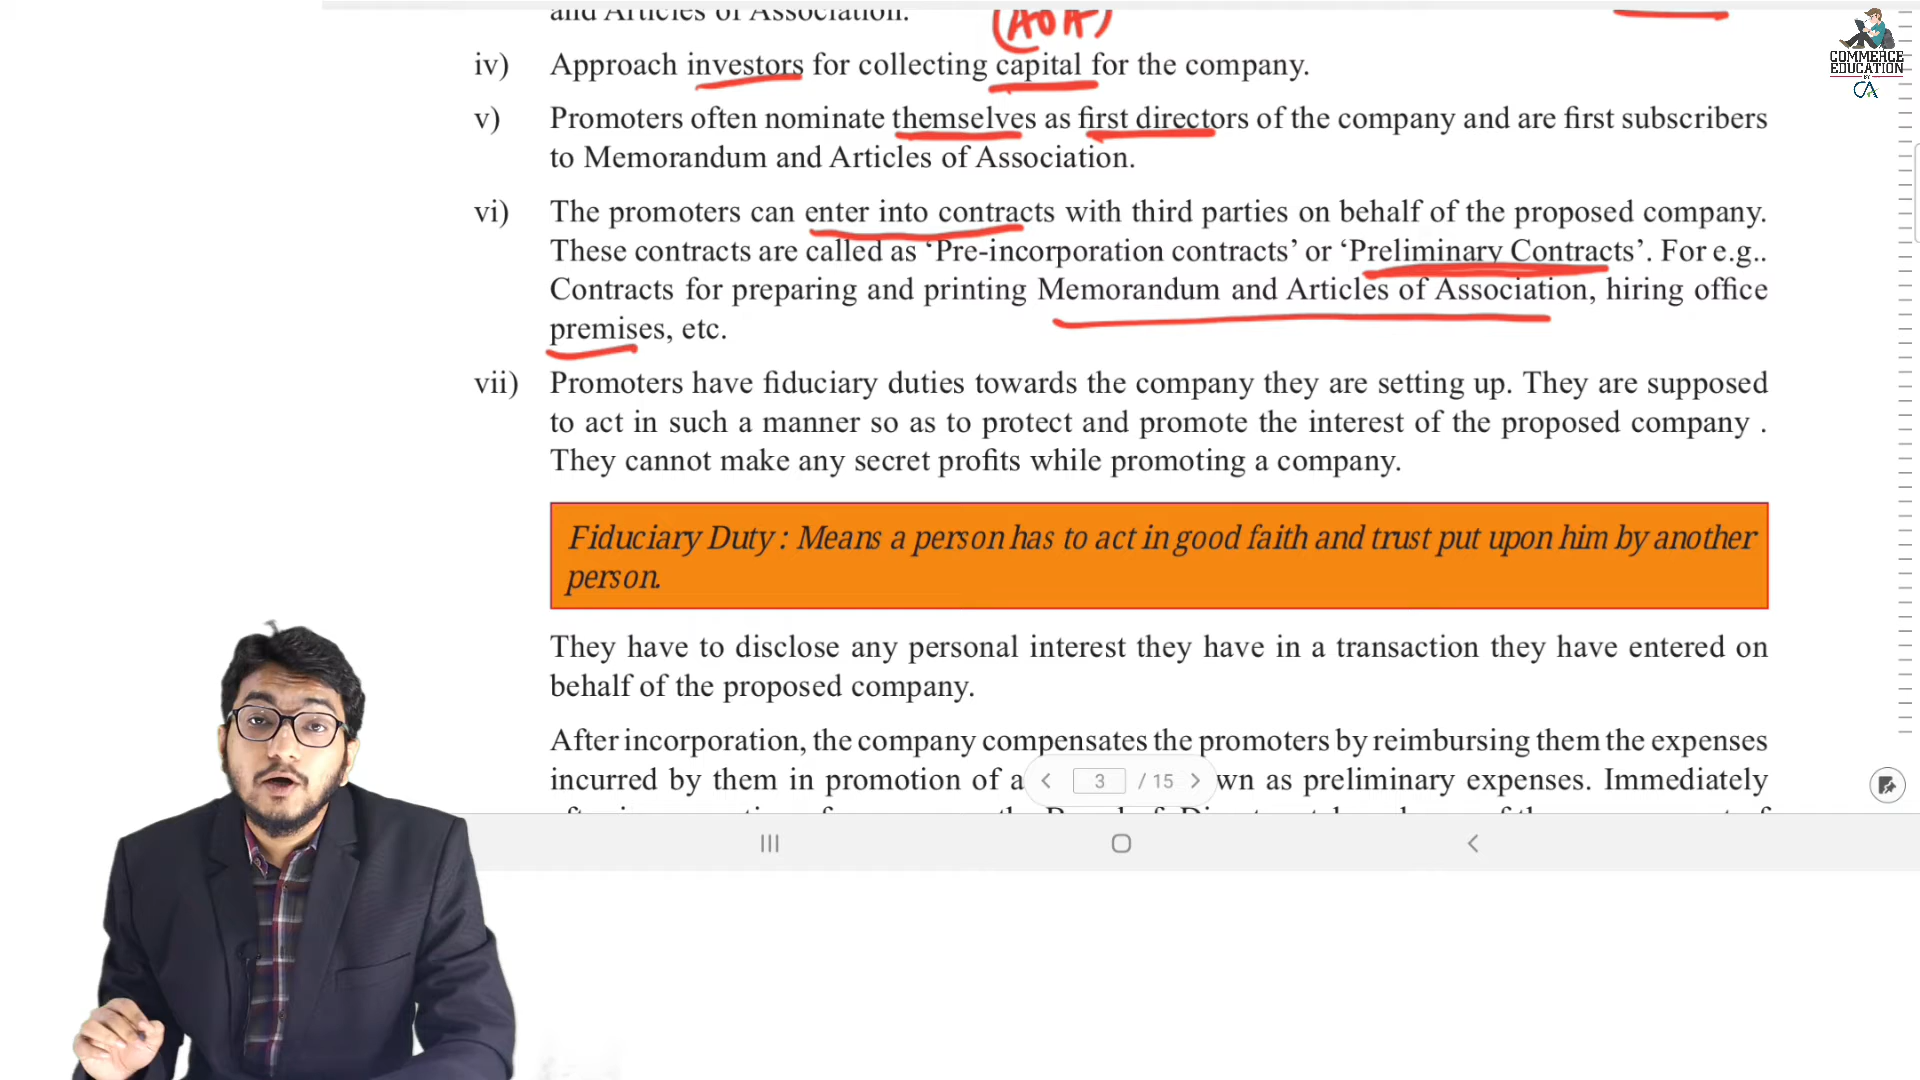 and Articles of Association.
(AOA)
COMMERCE
EDUCATION
BY
CA
iv) Approach investors for collecting capital for the company.
v) Promoters often nominate themselves as first directors of the company and are first subscribers
to Memorandum and Articles of Association.
vi) The promoters can enter into contracts with third parties on behalf of the proposed company.
These contracts are called as ‘Pre-incorporation contracts’ or ‘Preliminary Contracts’. For e.g..
Contracts for preparing and printing Memorandum and Articles of Association, hiring office
premises, etc.
vii) Promoters have fiduciary duties towards the company they are setting up. They are supposed
to act in such a manner so as to protect and promote the interest of the proposed company .
They cannot make any secret profits while promoting a company.
Fiduciary Duty : Means a person has to act in good faith and trust put upon him by another
person.
They have to disclose any personal interest they have in a transaction they have entered on
behalf of the proposed company.
After incorporation, the company compensates the promoters by reimbursing them the expenses
incurred by them in promotion of a
3 / 15
wn as preliminary expenses. Immediately